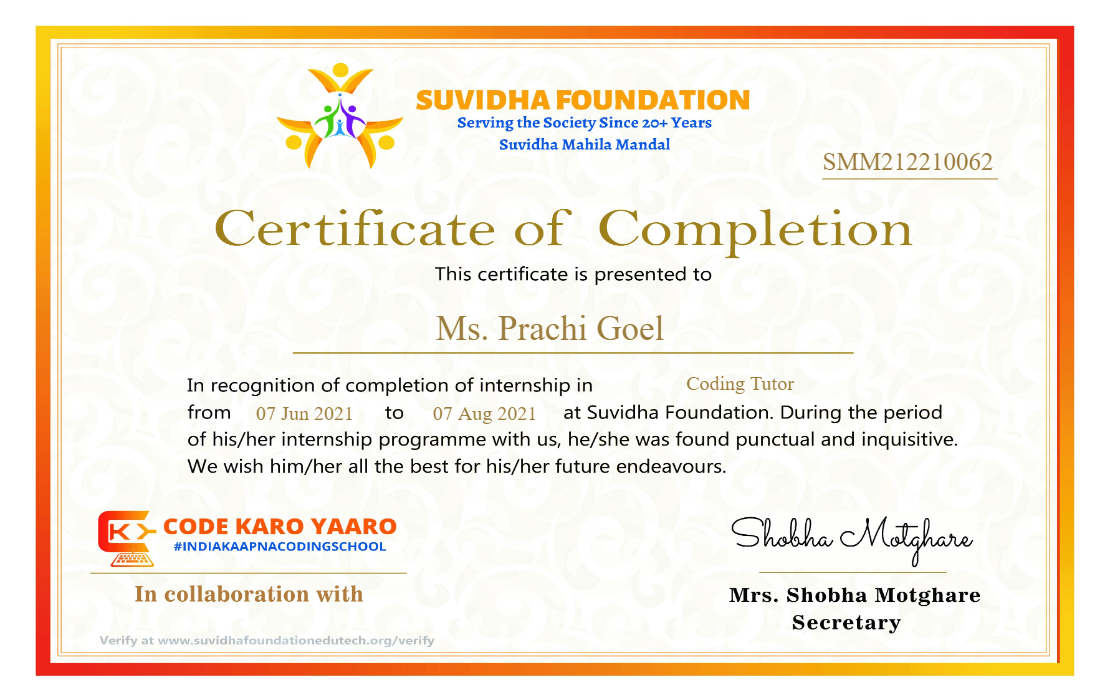 SUVIDHA FOUNDATION
Serving the Society Since 20+ Years
Suvidha Mahila Mandal
SMM212210062
Certificate of Completion
This certificate is presented to
Ms. Prachi Goel
In recognition of completion of internship in Coding Tutor
from 07 Jun 2021 to 07 Aug 2021 at Suvidha Foundation. During the period
of his/her internship programme with us, he/she was found punctual and inquisitive.
We wish him/her all the best for his/her future endeavours.
CK CODE KARO YAARO
#INDIKAAPNACODINGSCHOOL
In collaboration with
Shobha Motghare
Mrs. Shobha Motghare
Secretary
Verify at www.suvidhafoundationedutech.org/verify